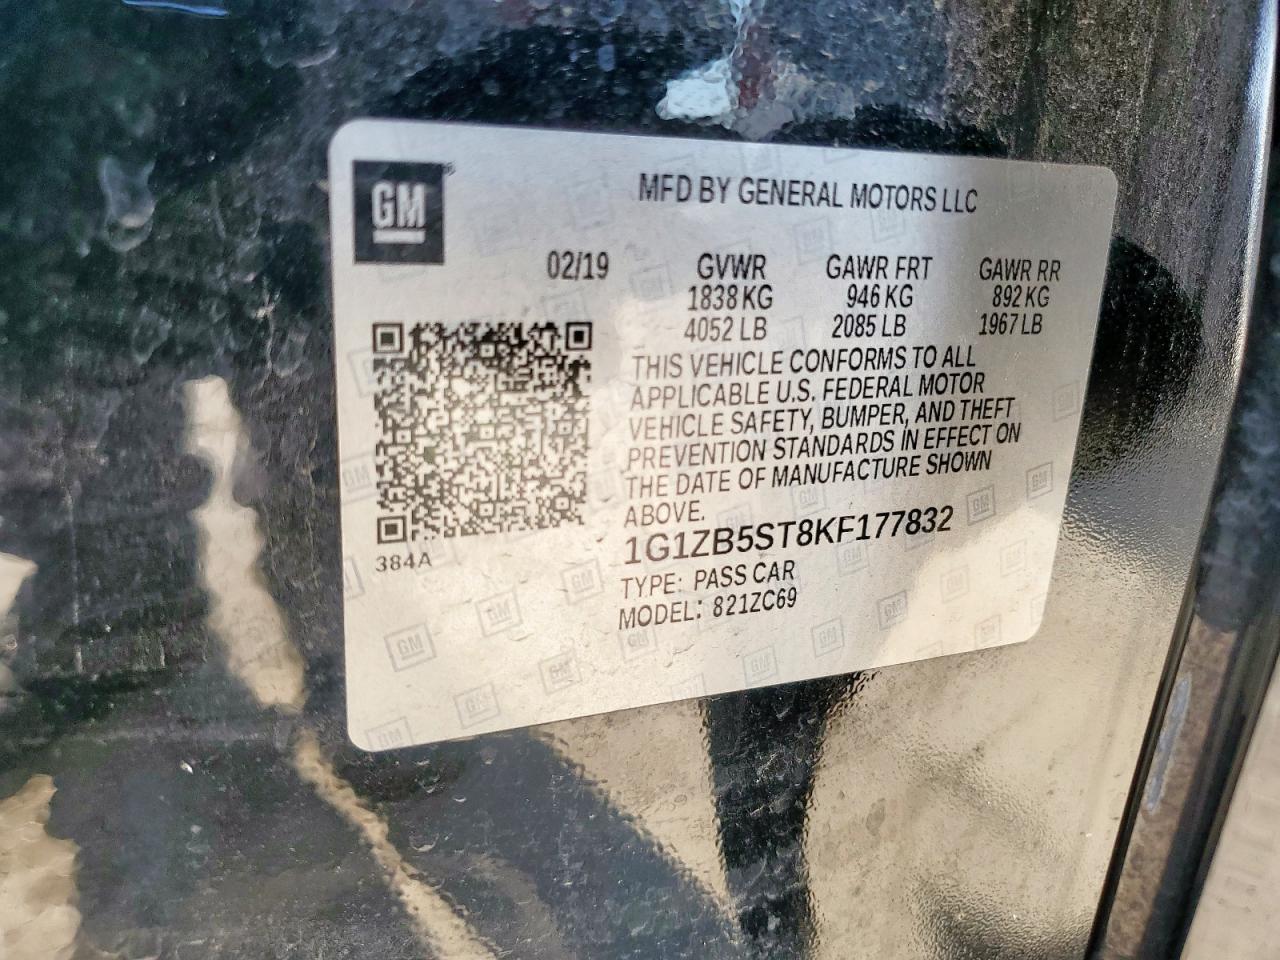 GM
MFD BY GENERAL MOTORS LLC
02/19 GVWR GAWR FRT GAWR RR
1838 KG 946 KG 892 KG
4052 LB 2085 LB 1967 LB
THIS VEHICLE CONFORMS TO ALL
APPLICABLE U.S. FEDERAL MOTOR
VEHICLE SAFETY, BUMPER, AND THEFT
PREVENTION STANDARDS IN EFFECT ON
THE DATE OF MANUFACTURE SHOWN
ABOVE.
384A
1G1ZB5ST8KF177832
TYPE: PASS CAR
MODEL: 821ZC69